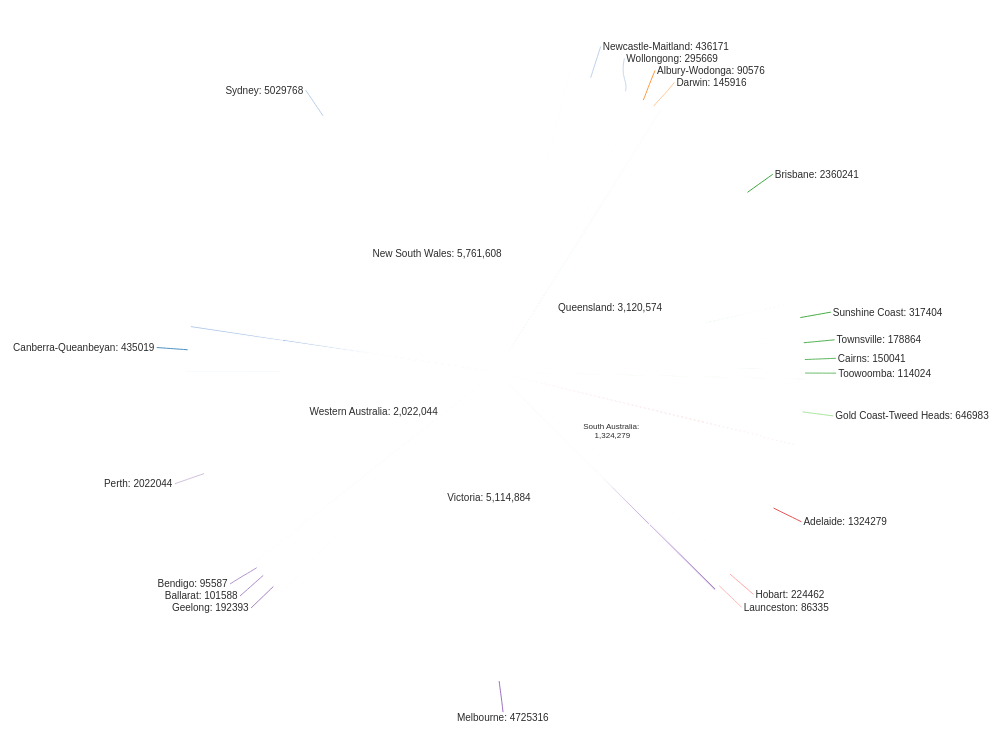 Newcastle-Maitland: 436171
Wollongong: 295669
Albury-Wodonga: 90576
Darwin: 145916
Sydney: 5029768
Brisbane: 2360241
New South Wales: 5,761,608
Queensland: 3,120,574
Sunshine Coast: 317404
Townsville: 178864
Canberra-Queanbeyan: 435019
Cairns: 150041
Toowoomba: 114024
Western Australia: 2,022,044
Gold Coast-Tweed Heads: 646983
South Australia:
1,324,279
Perth: 2022044
Victoria: 5,114,884
Adelaide: 1324279
Bendigo: 95587
Ballarat: 101588
Geelong: 192393
Hobart: 224462
Launceston: 86335
Melbourne: 4725316